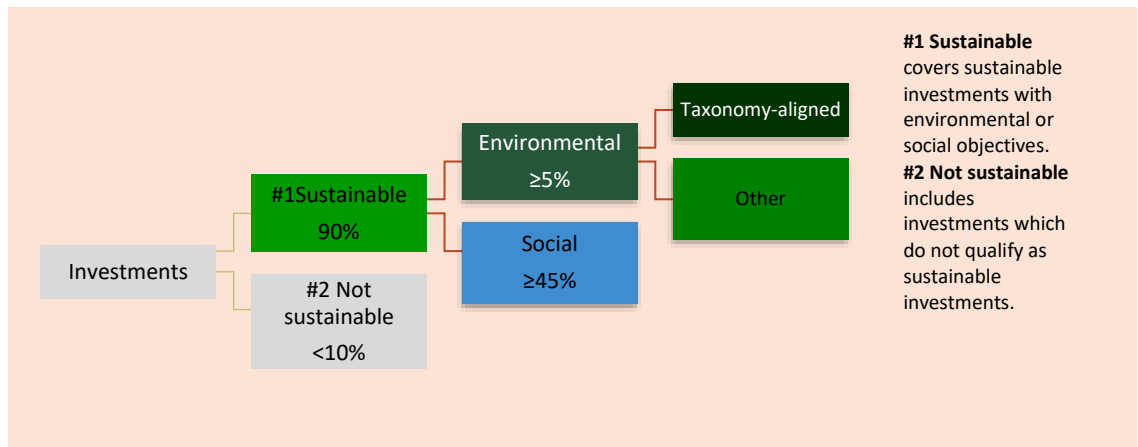 Investments
#1Sustainable
90%
#2 Not
sustainable
<10%
Environmental
≥5%
Social
≥45%
Taxonomy-aligned
Other
#1 Sustainable
covers sustainable
investments with
environmental or
social objectives.
#2 Not sustainable
includes
investments which
do not qualify as
sustainable
investments.